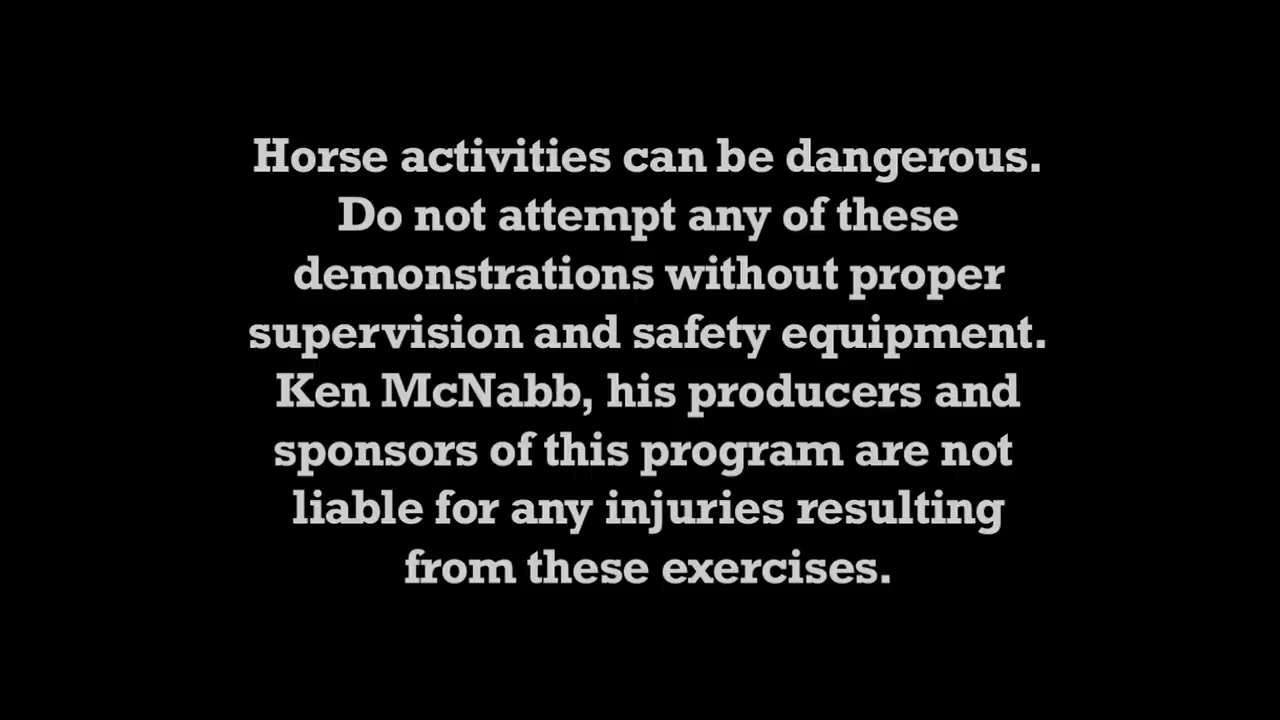 Horse activities can be dangerous.
Do not attempt any of these
demonstrations without proper
supervision and safety equipment.
Ken McNabb, his producers and
sponsors of this program are not
liable for any injuries resulting
from these exercises.